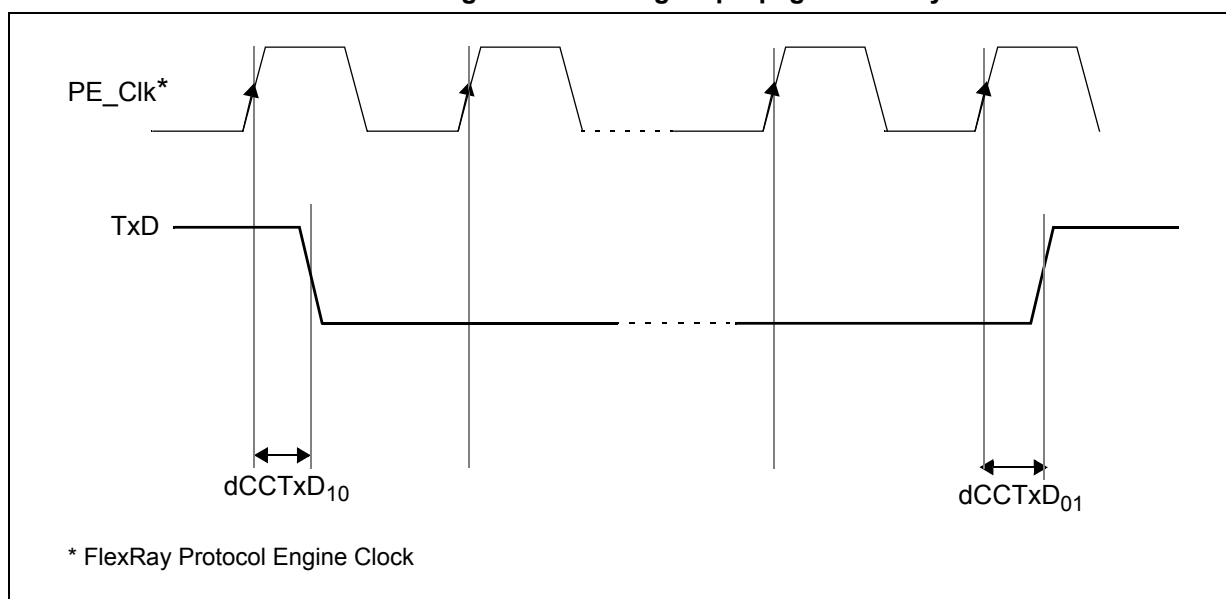 PE_Clk*
TxD
dCCTxD10
dCCTxD01
* FlexRay Protocol Engine Clock